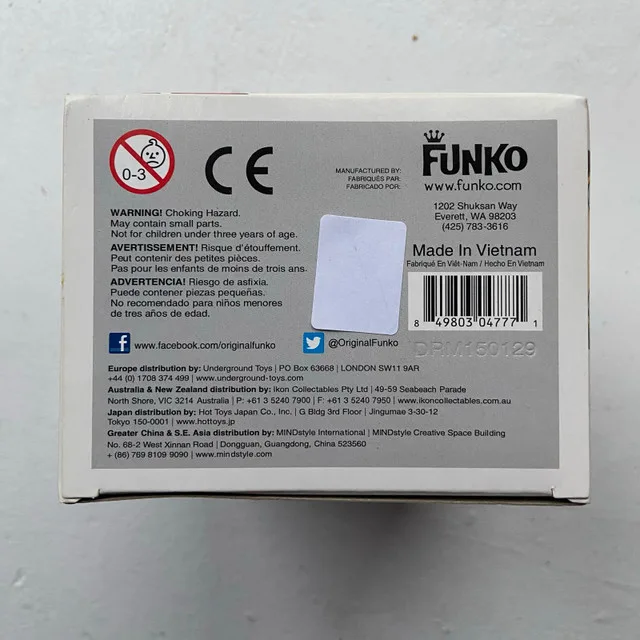 0-3
CE
MANUFACTURED BY:
FABRIQUÉS PAR:
FABRICADO POR:
FUNKO
www.funko.com
1202 Shuksan Way
Everett, WA 98203
(425) 783-3616
WARNING! Choking Hazard.
May contain small parts.
Not for children under three years of age.
AVERTISSEMENT! Risque d'étouffement.
Peut contenir des petites pièces.
Pas pour les enfants de moins de trois ans.
ADVERTENCIA! Riesgo de asfixia.
Puede contener piezas pequeñas.
No recomendado para niños menores
de tres años de edad.
Made In Vietnam
Fabriqué En Viêt-Nam / Hecho En Vietnam
8 49803 04777 1
DRM150129
www.facebook.com/originalfunko
@OriginalFunko
Europe distribution by: Underground Toys | PO Box 63668 | LONDON SW11 9AR
+44 (0) 1708 374 499 | www.underground-toys.com
Australia & New Zealand distribution by: Ikon Collectables Pty Ltd | 49-59 Seabeach Parade
North Shore, VIC 3214 Australia | P: +61 3 5240 7900 | F: +61 3 5240 7950 | www.ikoncollectables.com.au
Japan distribution by: Hot Toys Japan Co., Inc. | G Bldg 3rd Floor | Jingumae 3-30-12
Tokyo 150-0001 | www.hottoys.jp
Greater China & S.E. Asia distribution by: MINDstyle International | MINDstyle Creative Space Building
No. 68-2 West Xinnan Road | Dongguan, Guangdong, China 523560
+ (86) 769 8109 9090 | www.mindstyle.com